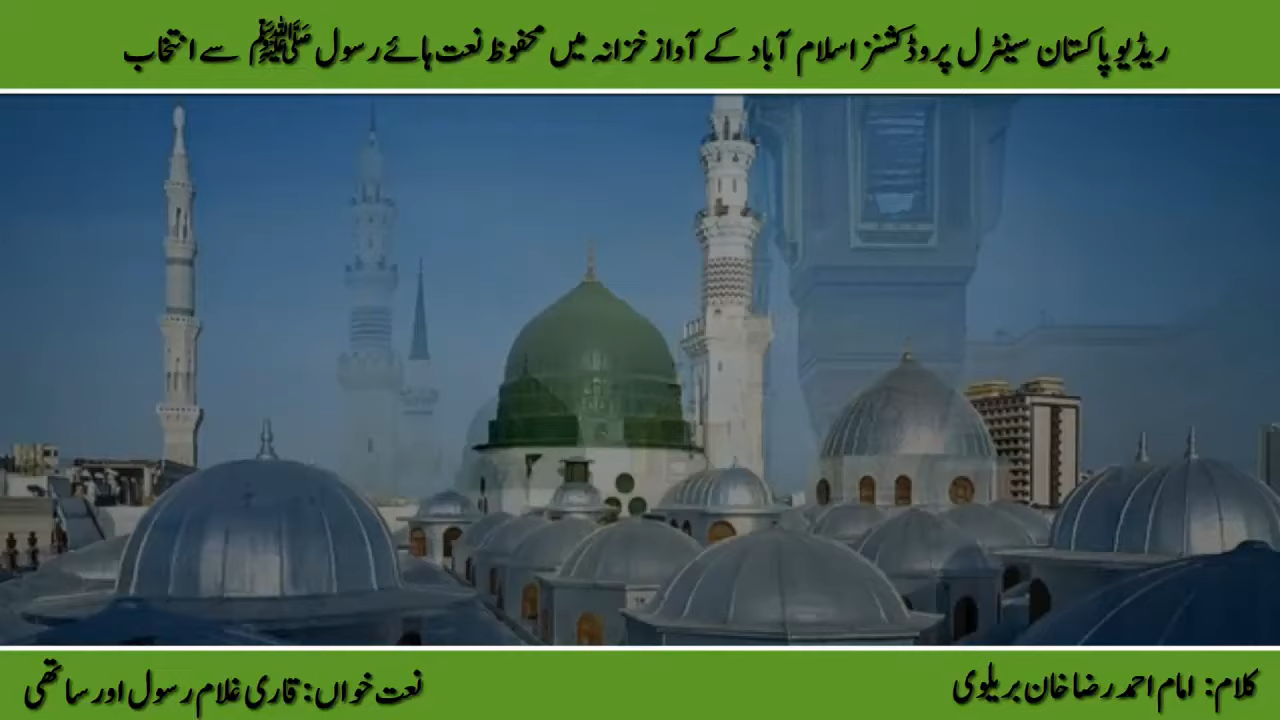 ریڈیو پاکستان سینٹرل پروڈکشنز اسلام آباد کے آواز خزانہ میں محفوظ نعت ہائے رسول ﷺ سے انتخاب
کلام: امام احمد رضا خان بریلوی
نعت خواں: قاری غلام رسول اور ساتھی